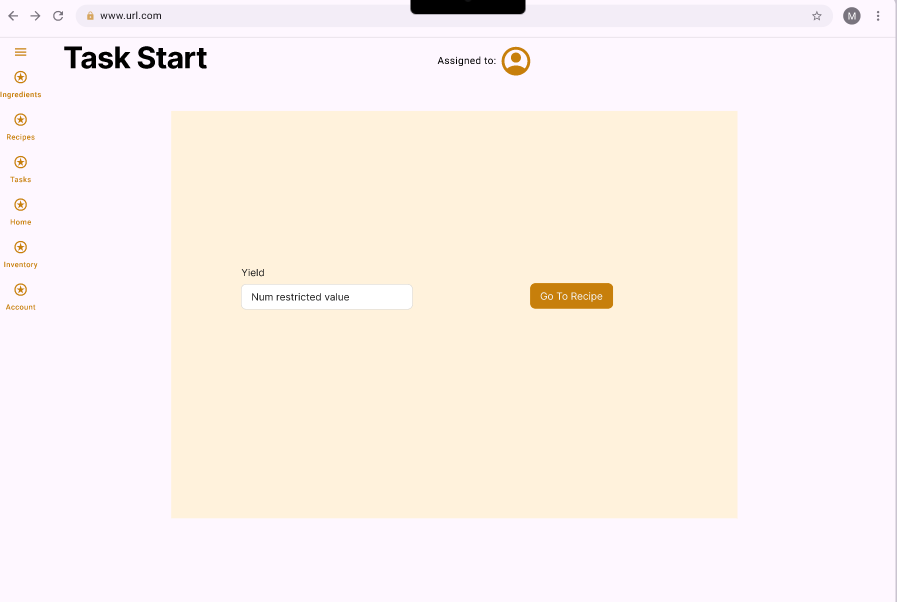 www.url.com
M
Task Start
Assigned to:
Ingredients
Recipes
Tasks
Home
Inventory
Account
Yield
Num restricted value
Go To Recipe